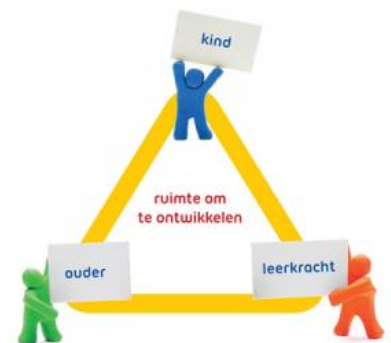 kind
ruimte om
te ontwikkelen
ouder
leerkracht